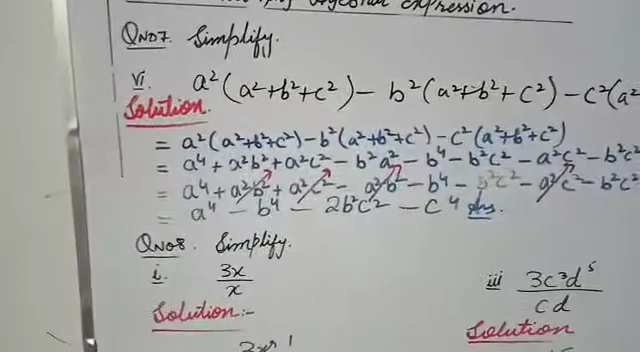 expression.
QNO7. Simplify.
vi. a²(a²+b²+c²) - b²(a²+b²+c²) - c²(a²
Solution.
= a²(a²+b²+c²) - b²(a²+b²+c²) - c²(a²+b²+c²)
= a⁴ + a²b² + a²c² - b²a² - b⁴ - b²c² - a²c² - b²c²
= a⁴ + a²b² + a²c² - a²b² - b⁴ - b²c² - a²c² - b²c²
= a⁴ - b⁴ - 2b²c² - c⁴ Ans.
QNO8. Simplify.
i. 3x/x iii 3c³d⁵/cd
Solution:- Solution